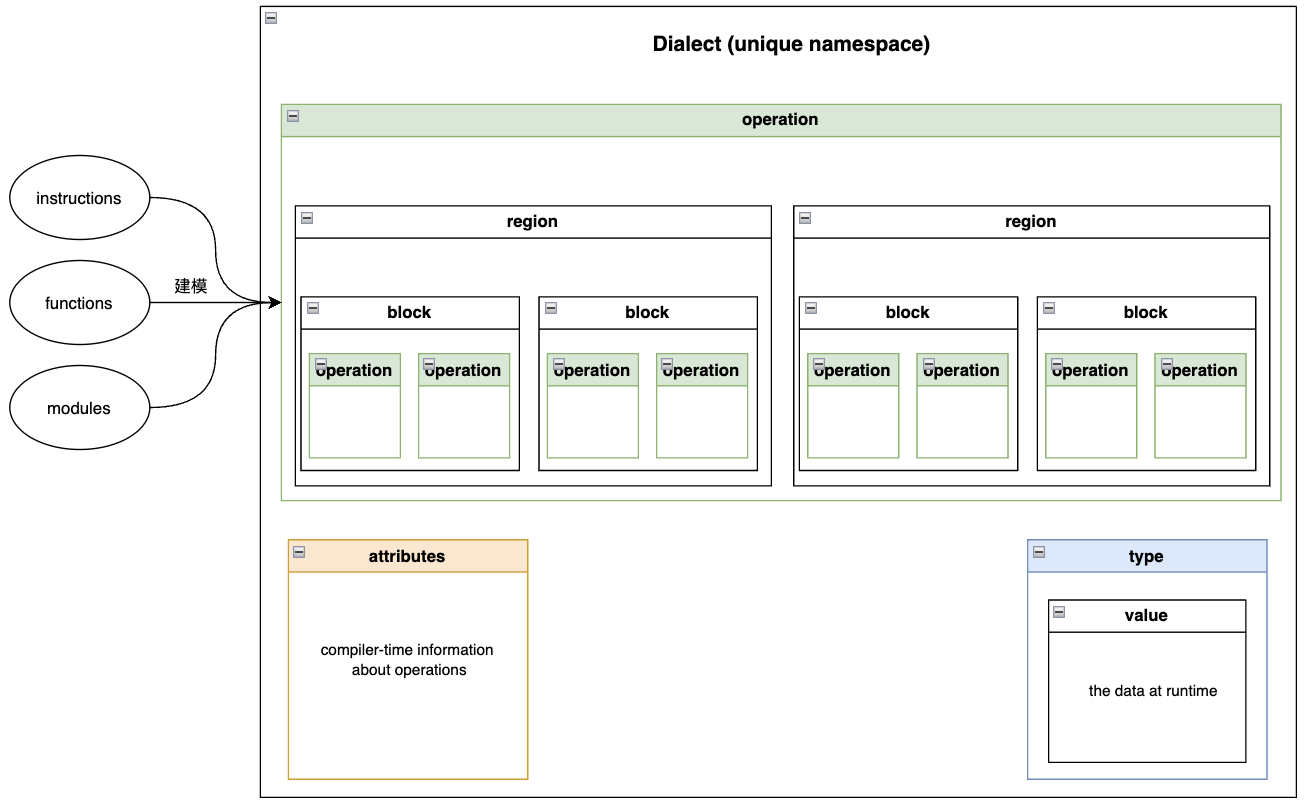 Dialect (unique namespace)
operation
instructions
region
region
建模
functions
block
block
block
block
operation
operation
operation
operation
operation
operation
operation
operation
modules
attributes
type
value
compiler-time information
about operations
the data at runtime